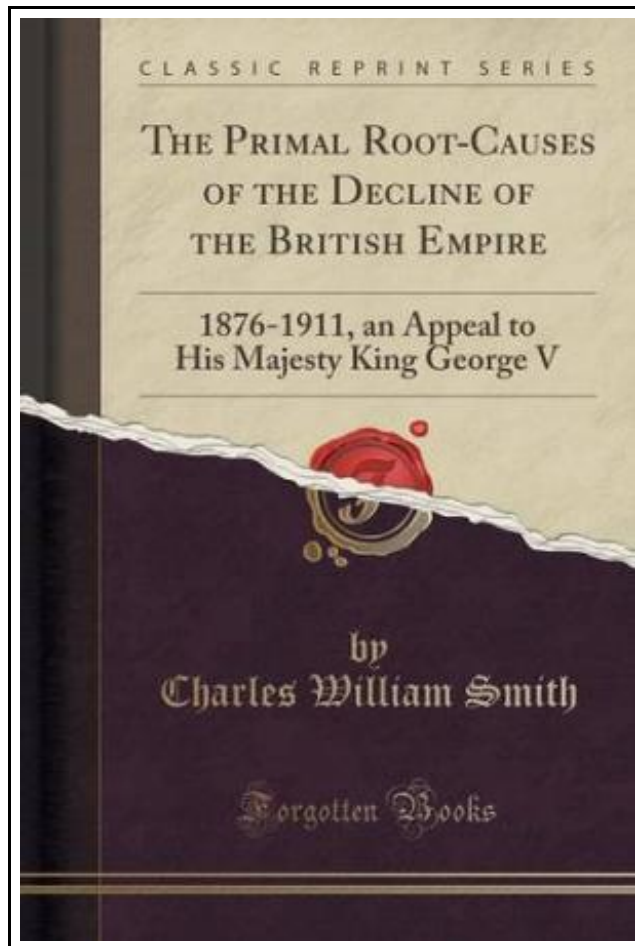 CLASSIC REPRINT SERIES
THE PRIMAL ROOT-CAUSES
OF THE DECLINE OF
THE BRITISH EMPIRE
1876-1911, an Appeal to
His Majesty King George V
by
Charles William Smith
Forgotten Books